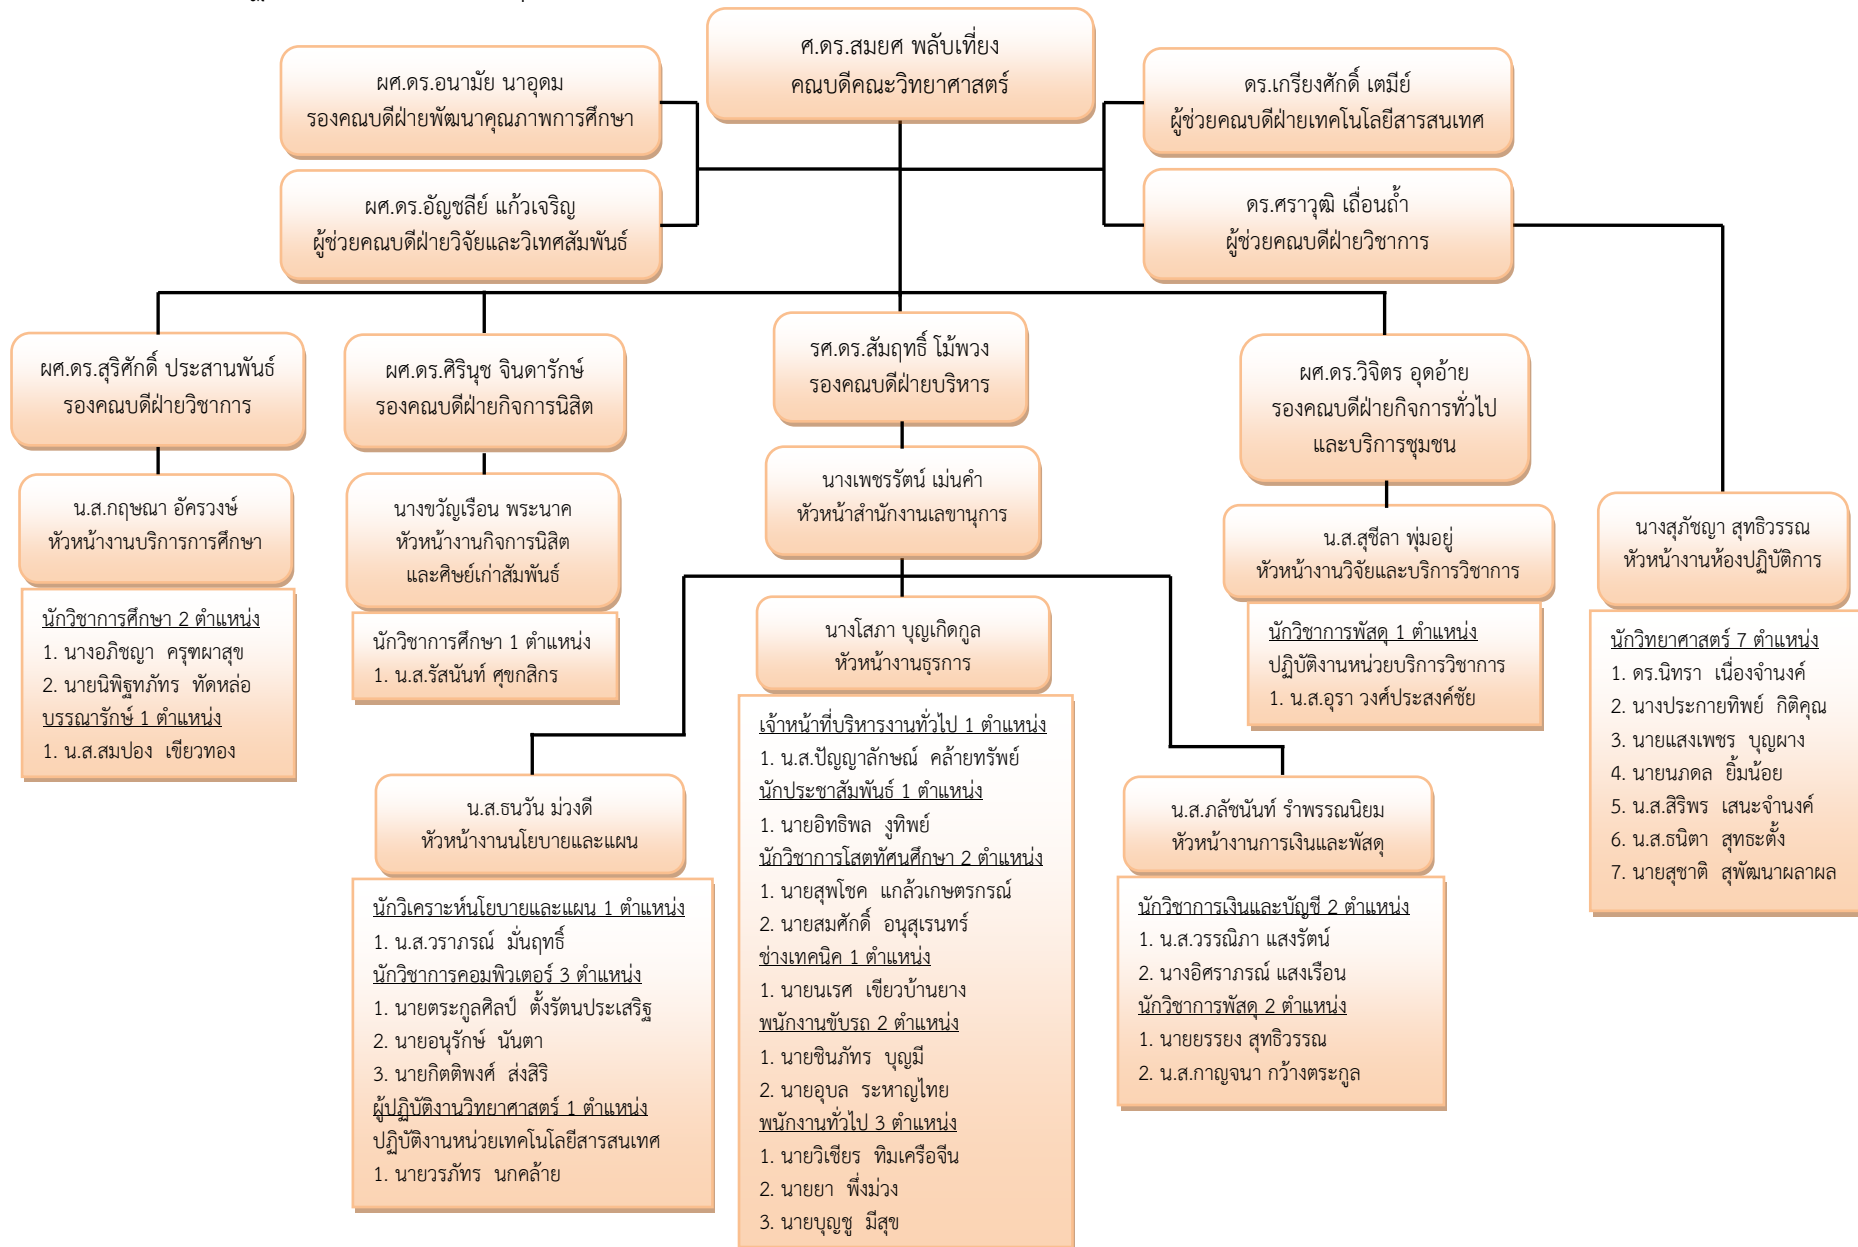 ศ.ดร.สมยศ พลับเที่ยง
คณบดีคณะวิทยาศาสตร์
ผศ.ดร.อนามัย นาอุดม
รองคณบดีฝ่ายพัฒนาคุณภาพการศึกษา
ดร.เกรียงศักดิ์ เตมีย์
ผู้ช่วยคณบดีฝ่ายเทคโนโลยีสารสนเทศ
ผศ.ดร.อัญชลีย์ แก้วเจริญ
ผู้ช่วยคณบดีฝ่ายวิจัยและวิเทศสัมพันธ์
ดร.ศราวุฒิ เถื่อนถ้ำ
ผู้ช่วยคณบดีฝ่ายวิชาการ
ผศ.ดร.สุริศักดิ์ ประสานพันธ์
รองคณบดีฝ่ายวิชาการ
ผศ.ดร.ศิรินุช จินดารักษ์
รองคณบดีฝ่ายกิจการนิสิต
รศ.ดร.สัมฤทธิ์ โม้พวง
รองคณบดีฝ่ายบริหาร
ผศ.ดร.วิจิตร อุดอ้าย
รองคณบดีฝ่ายกิจการทั่วไป
และบริการชุมชน
น.ส.กฤษณา อัครวงษ์
หัวหน้างานบริการการศึกษา
นางขวัญเรือน พระนาค
หัวหน้างานกิจการนิสิต
และศิษย์เก่าสัมพันธ์
นางเพชรรัตน์ เม่นคำ
หัวหน้าสำนักงานเลขานุการ
น.ส.สุชีลา พุ่มอยู่
หัวหน้างานวิจัยและบริการวิชาการ
นางสุภัชญา สุทธิวรรณ
หัวหน้างานห้องปฏิบัติการ
นักวิชาการศึกษา 2 ตำแหน่ง
1. นางอภิชญา ครุฑผาสุข
2. นายนิพิฐทภัทร ทัดหล่อ
บรรณารักษ์ 1 ตำแหน่ง
1. น.ส.สมปอง เขียวทอง
นักวิชาการศึกษา 1 ตำแหน่ง
1. น.ส.รัสนันท์ ศุขกสิกร
นางโสภา บุญเกิดกูล
หัวหน้างานธุรการ
นักวิชาการพัสดุ 1 ตำแหน่ง
ปฏิบัติงานหน่วยบริการวิชาการ
1. น.ส.อุรา วงศ์ประสงค์ชัย
นักวิทยาศาสตร์ 7 ตำแหน่ง
1. ดร.นิทรา เนื่องจำนงค์
2. นางประกายทิพย์ กิติคุณ
3. นายแสงเพชร บุญผาง
4. นายนภดล ยิ้มน้อย
5. น.ส.สิริพร เสนะจำนงค์
6. น.ส.ธนิตา สุทธะตั้ง
7. นายสุชาติ สุพัฒนาผลาผล
น.ส.ธนวัน ม่วงดี
หัวหน้างานนโยบายและแผน
นักวิเคราะห์นโยบายและแผน 1 ตำแหน่ง
1. น.ส.วราภรณ์ มั่นฤทธิ์
นักวิชาการคอมพิวเตอร์ 3 ตำแหน่ง
1. นายตระกูลศิลป์ ตั้งรัตนประเสริฐ
2. นายอนุรักษ์ นันตา
3. นายกิตติพงศ์ ส่งสิริ
ผู้ปฏิบัติงานวิทยาศาสตร์ 1 ตำแหน่ง
ปฏิบัติงานหน่วยเทคโนโลยีสารสนเทศ
1. นายวรภัทร นกคล้าย
เจ้าหน้าที่บริหารงานทั่วไป 1 ตำแหน่ง
1. น.ส.ปัญญาลักษณ์ คล้ายทรัพย์
นักประชาสัมพันธ์ 1 ตำแหน่ง
1. นายอิทธิพล งูทิพย์
นักวิชาการโสตทัศนศึกษา 2 ตำแหน่ง
1. นายสุพโชค แกล้วเกษตรกรณ์
2. นายสมศักดิ์ อนุสุเรนทร์
ช่างเทคนิค 1 ตำแหน่ง
1. นายนเรศ เขียวบ้านยาง
พนักงานขับรถ 2 ตำแหน่ง
1. นายชินภัทร บุญมี
2. นายอุบล ระหาญไทย
พนักงานทั่วไป 3 ตำแหน่ง
1. นายวิเชียร ทิมเครือจีน
2. นายยา พึ่งม่วง
3. นายบุญชู มีสุข
น.ส.ภลัชนันท์ รำพรรณนิยม
หัวหน้างานการเงินและพัสดุ
นักวิชาการเงินและบัญชี 2 ตำแหน่ง
1. น.ส.วรรณิภา แสงรัตน์
2. นางอิศราภรณ์ แสงเรือน
นักวิชาการพัสดุ 2 ตำแหน่ง
1. นายยรรยง สุทธิวรรณ
2. น.ส.กาญจนา กว้างตระกูล